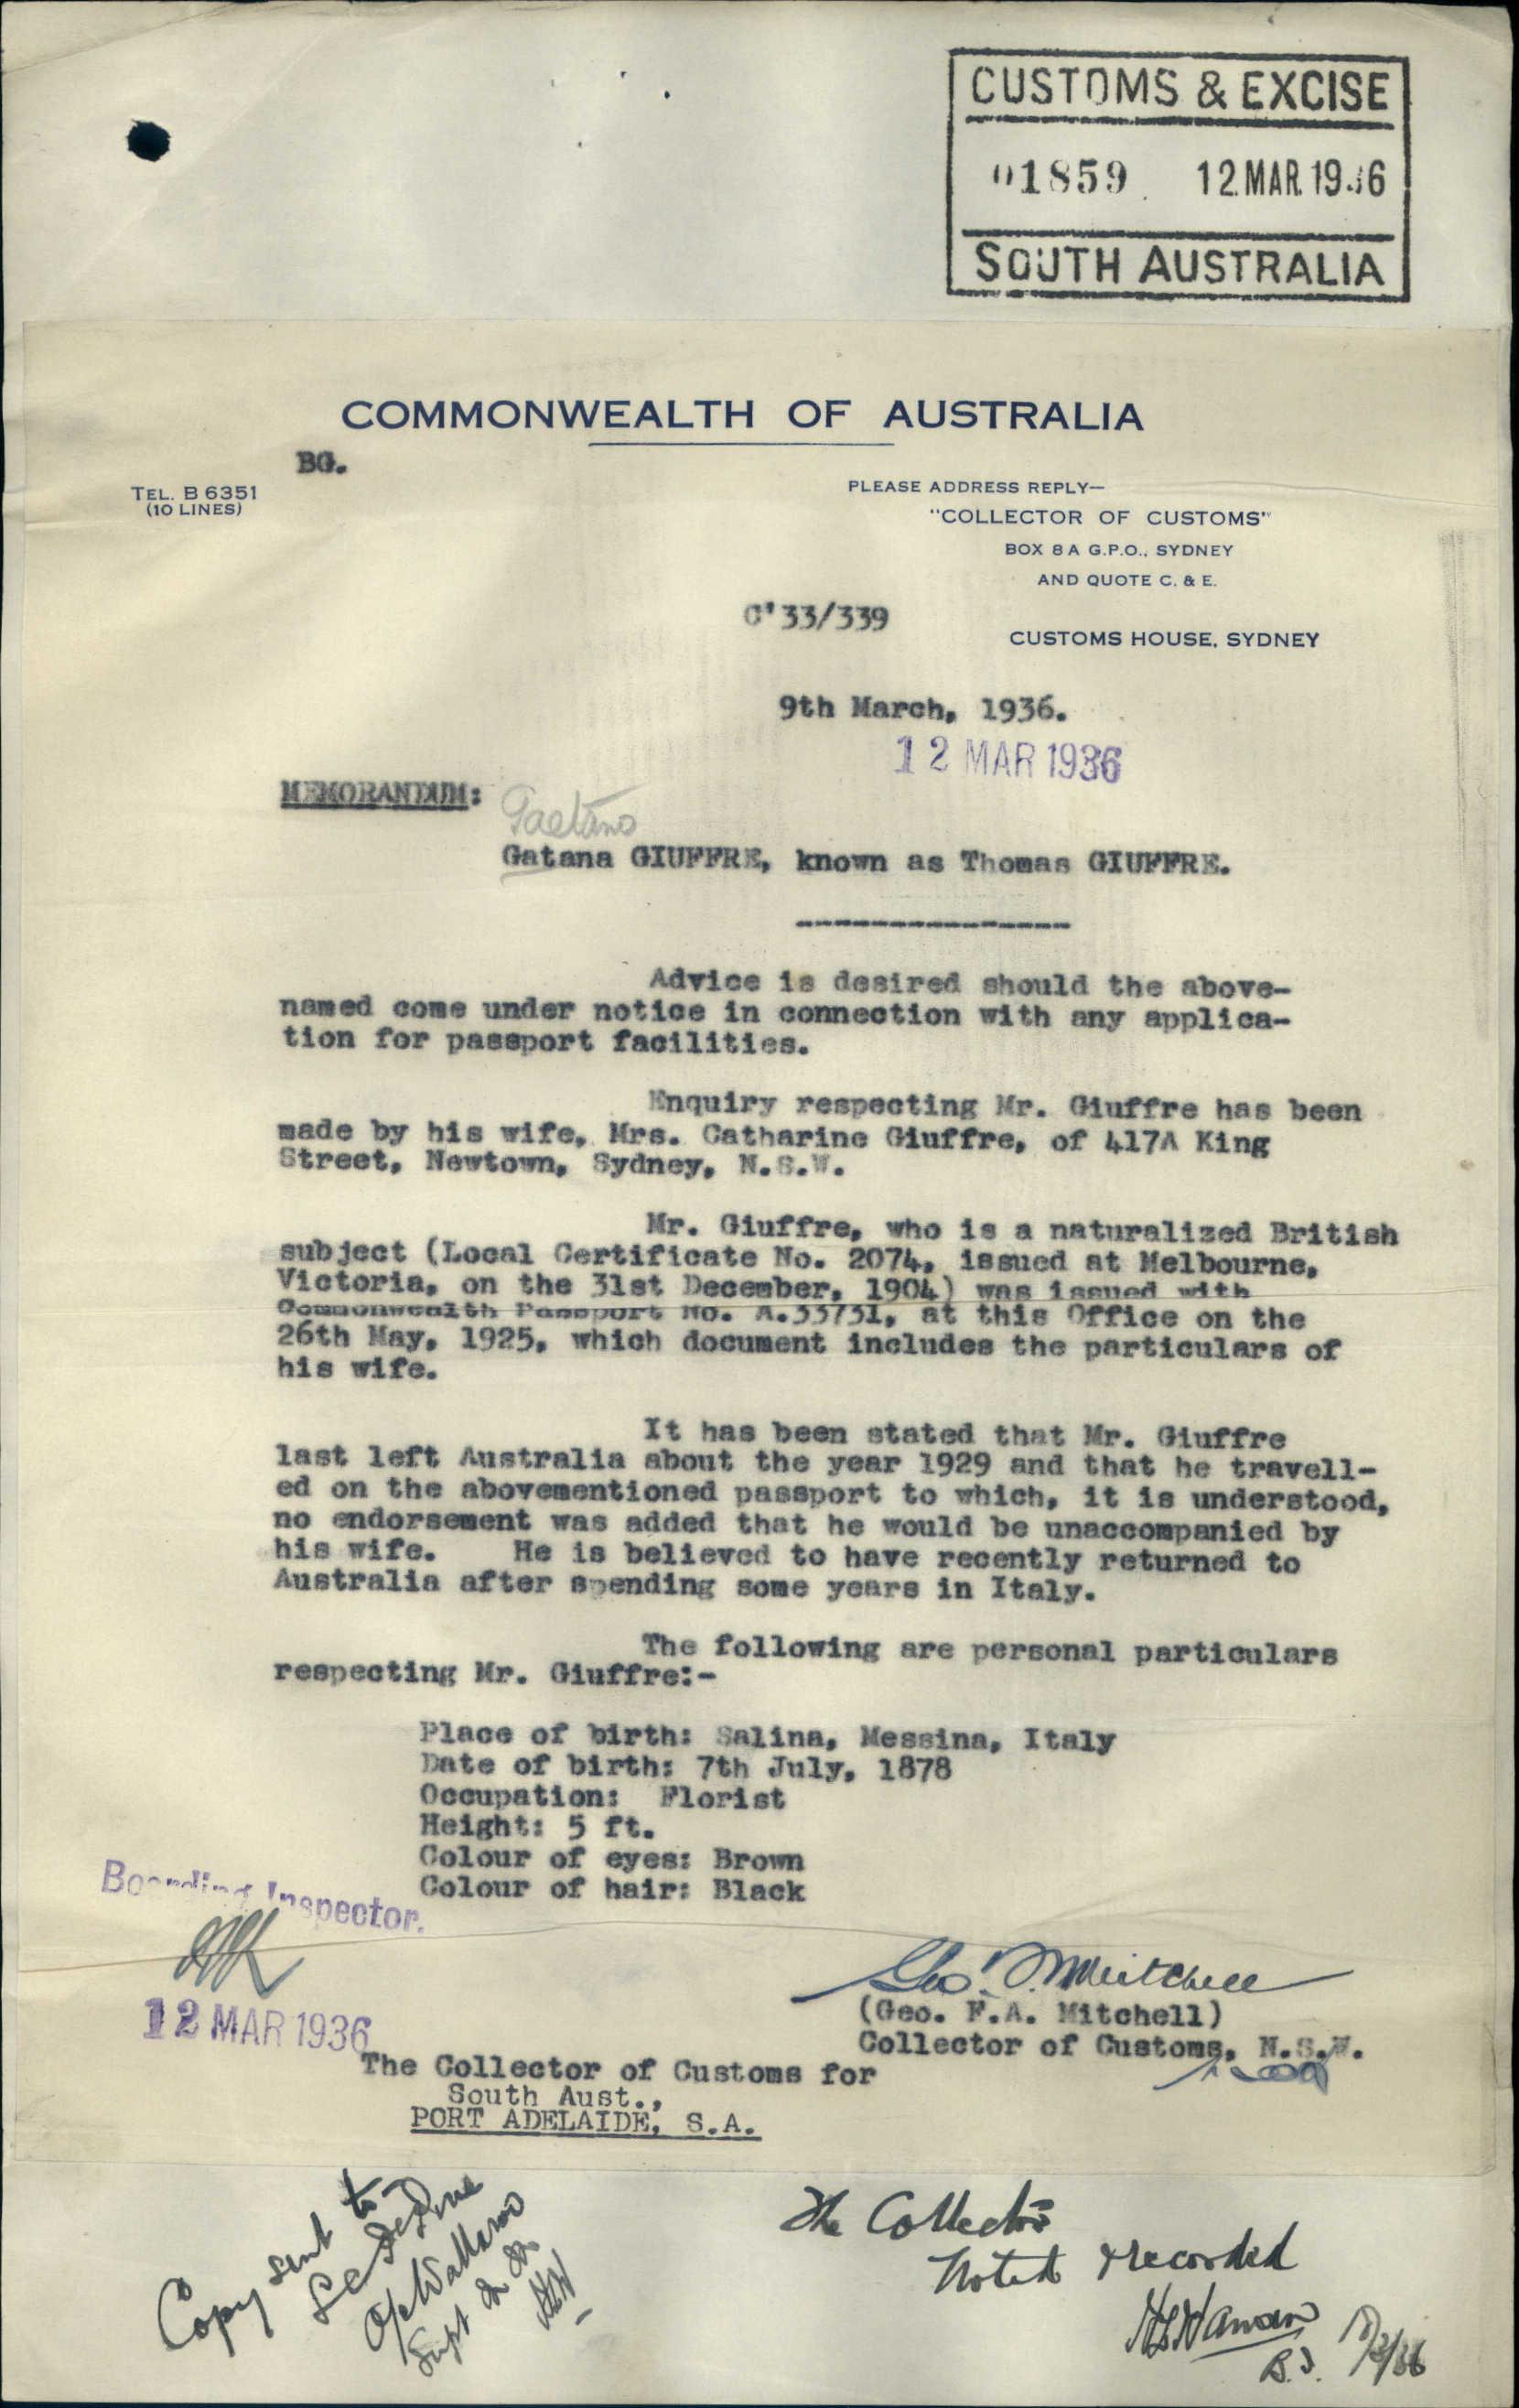 CUSTOMS & EXCISE
01859 12 MAR 1936
SOUTH AUSTRALIA
COMMONWEALTH OF AUSTRALIA
BG.
TEL. B 6351
(10 LINES)
PLEASE ADDRESS REPLY—
"COLLECTOR OF CUSTOMS"
BOX 8A G.P.O., SYDNEY
AND QUOTE C. & E.
C'33/339
CUSTOMS HOUSE, SYDNEY
9th March, 1936.
12 MAR 1936
MEMORANDUM:
Gaetano
Gatana GIUFFRE, known as Thomas GIUFFRE.
Advice is desired should the above-
named come under notice in connection with any applica-
tion for passport facilities.
Enquiry respecting Mr. Giuffre has been
made by his wife, Mrs. Catharine Giuffre, of 417A King
Street, Newtown, Sydney, N.S.W.
Mr. Giuffre, who is a naturalized British
subject (Local Certificate No. 2074, issued at Melbourne,
Victoria, on the 31st December, 1904) was issued with
Commonwealth Passport No. A.33731, at this Office on the
26th May, 1925, which document includes the particulars of
his wife.
It has been stated that Mr. Giuffre
last left Australia about the year 1929 and that he travell-
ed on the abovementioned passport to which, it is understood,
no endorsement was added that he would be unaccompanied by
his wife. He is believed to have recently returned to
Australia after spending some years in Italy.
The following are personal particulars
respecting Mr. Giuffre:-
Place of birth: Salina, Messina, Italy
Date of birth: 7th July, 1878
Occupation: Florist
Height: 5 ft.
Colour of eyes: Brown
Colour of hair: Black
Boarding Inspector.
12 MAR 1936
Geo. Mitchell
(Geo. F.A. Mitchell)
Collector of Customs, N.S.W.
The Collector of Customs for
South Aust.,
PORT ADELAIDE, S.A.
Copy sent to
Wallaroo
The Collector
Noted & recorded
B.I. /3/36